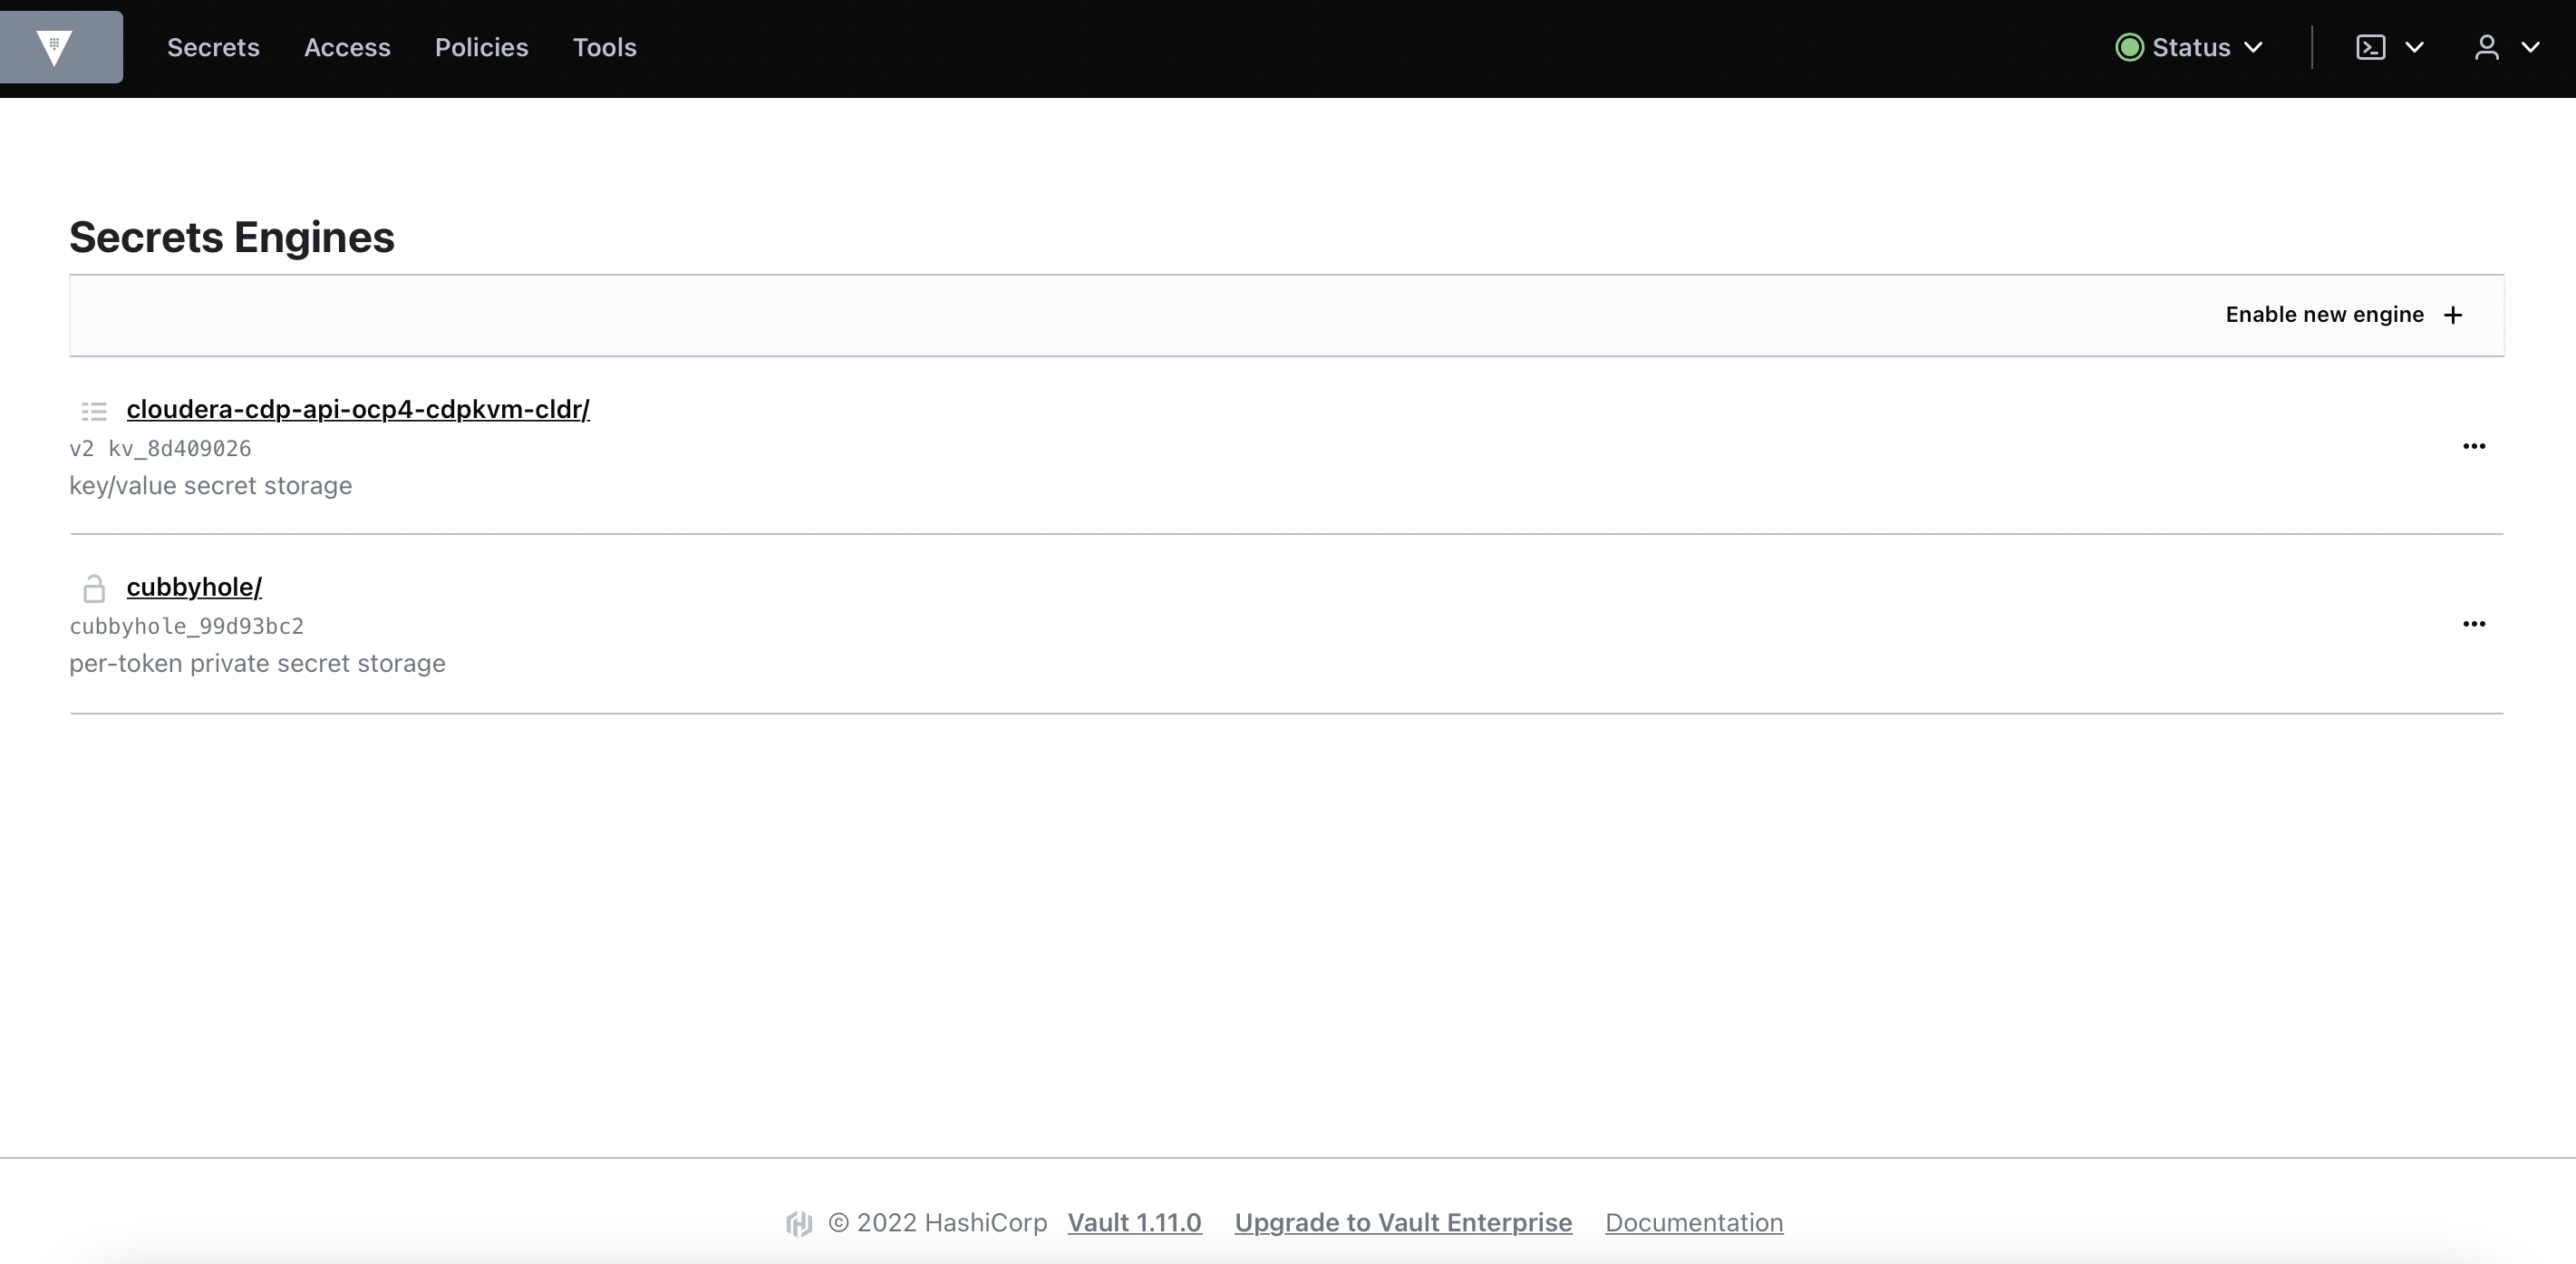 Secrets Access Policies Tools Status
Secrets Engines
Enable new engine
cloudera-cdp-api-ocp4-cdpkvm-cldr/
v2 kv_8d409026
key/value secret storage
cubbyhole/
cubbyhole_99d93bc2
per-token private secret storage
© 2022 HashiCorp Vault 1.11.0 Upgrade to Vault Enterprise Documentation